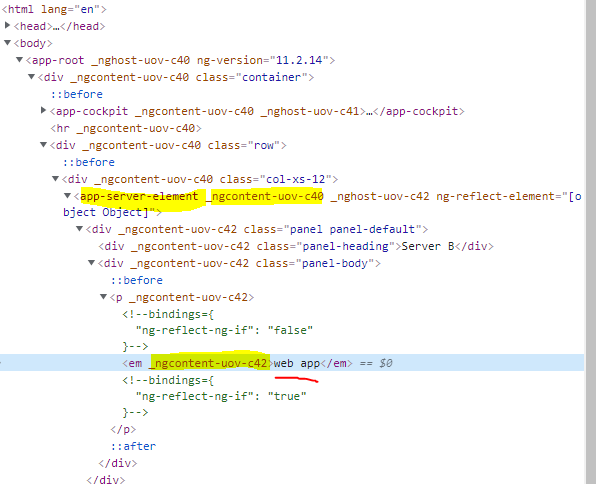 <html lang="en">
▶<head>…</head>
▼<body>
▼<app-root _nghost-uov-c40 ng-version="11.2.14">
▼<div _ngcontent-uov-c40 class="container">
::before
▶<app-cockpit _ngcontent-uov-c40 _nghost-uov-c41>…</app-cockpit>
<hr _ngcontent-uov-c40>
▼<div _ngcontent-uov-c40 class="row">
::before
▼<div _ngcontent-uov-c40 class="col-xs-12">
▼<app-server-element _ngcontent-uov-c40 _nghost-uov-c42 ng-reflect-element="[o
bject Object]">
▼<div _ngcontent-uov-c42 class="panel panel-default">
<div _ngcontent-uov-c42 class="panel-heading">Server B</div>
▼<div _ngcontent-uov-c42 class="panel-body">
::before
▼<p _ngcontent-uov-c42>
<!--bindings={
"ng-reflect-ng-if": "false"
}-->
<em _ngcontent-uov-c42>web app</em> == $0
<!--bindings={
"ng-reflect-ng-if": "true"
}-->
</p>
::after
</div>
</div>